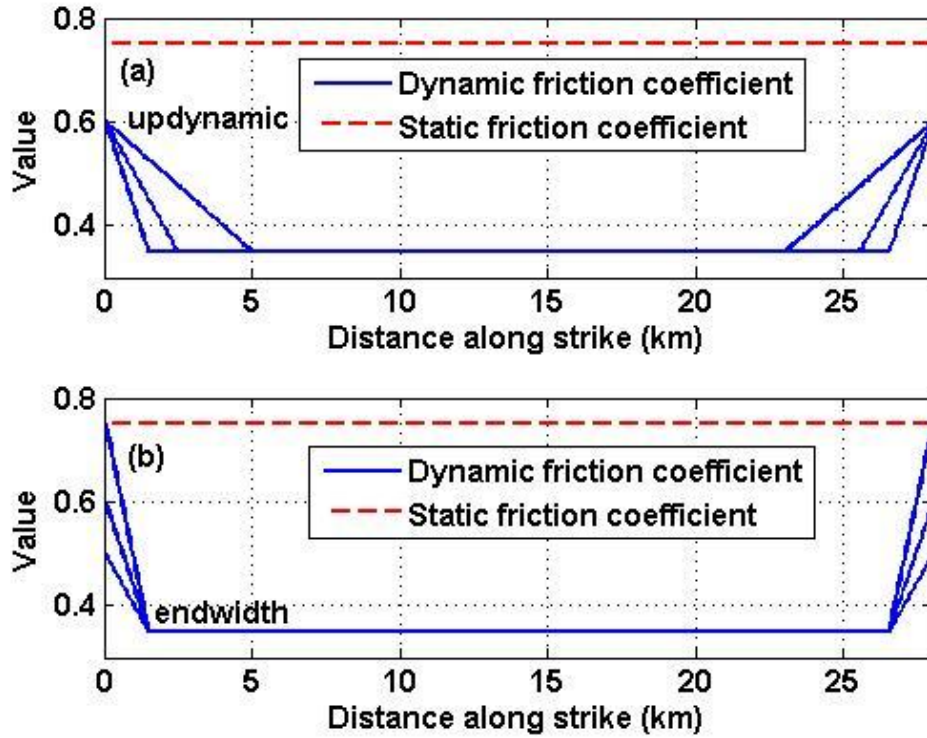 0.8
(a)
Dynamic friction coefficient
Static friction coefficient
updynamic
0.6
0.4
Value
0 5 10 15 20 25
Distance along strike (km)
0.8
(b)
Dynamic friction coefficient
Static friction coefficient
0.6
0.4
endwidth
Value
0 5 10 15 20 25
Distance along strike (km)